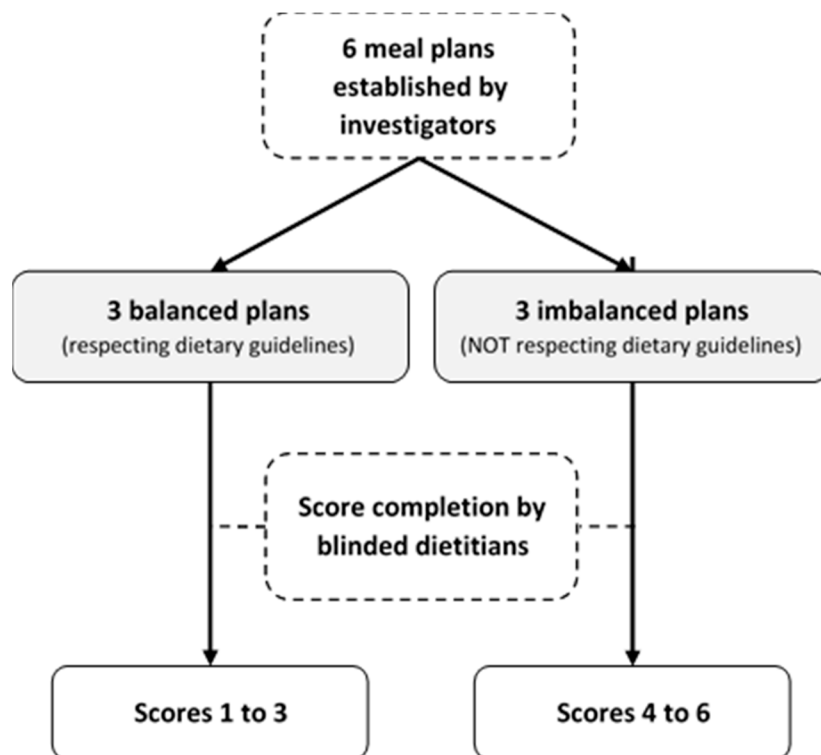 6 meal plans
established by
investigators
3 balanced plans
(respecting dietary guidelines)
3 imbalanced plans
(NOT respecting dietary guidelines)
Score completion by
blinded dietitians
Scores 1 to 3
Scores 4 to 6